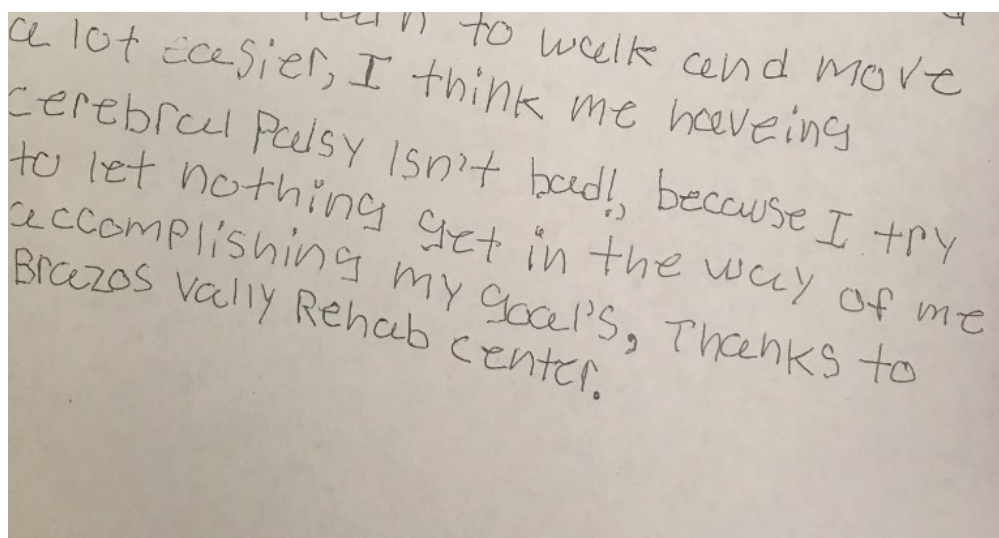 to walk and move
a lot easier, I think me haveing
cerebral Palsy Isn't bad!, because I try
to let nothing get in the way of me
accomplishing my goal's, Thanks to
Brazos Vally Rehab center.